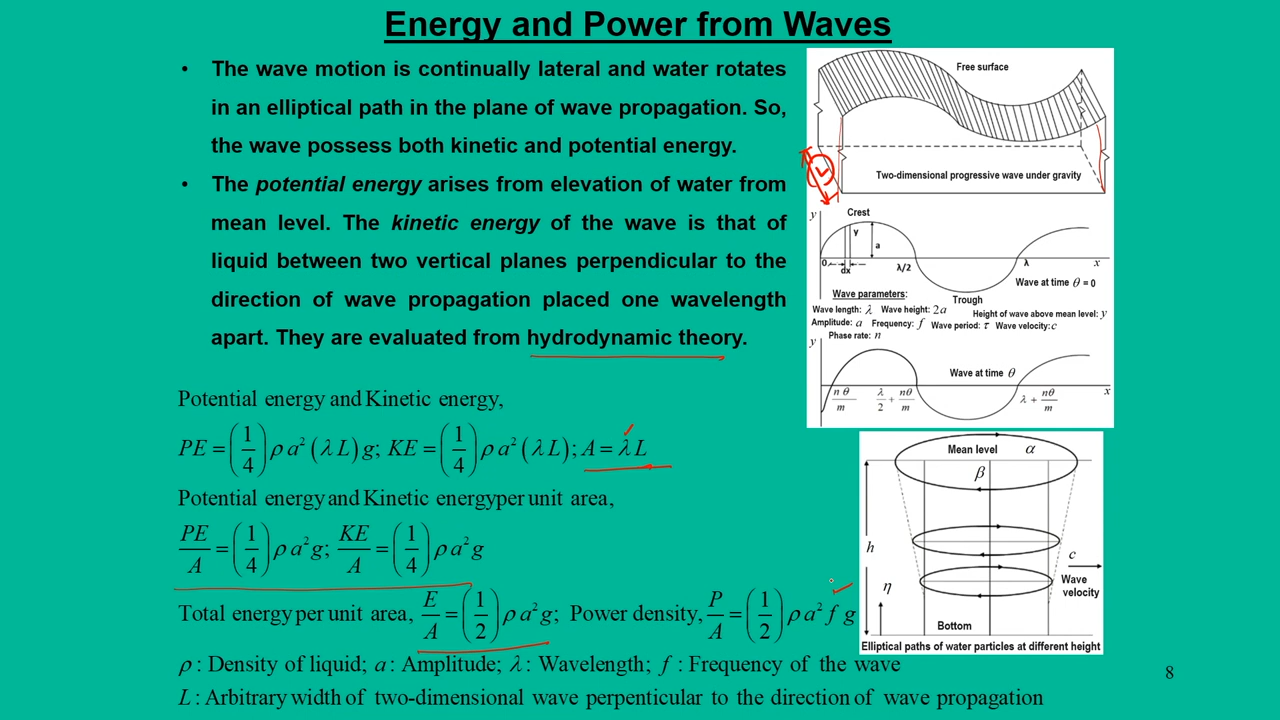 Energy and Power from Waves
• The wave motion is continually lateral and water rotates
in an elliptical path in the plane of wave propagation. So,
the wave possess both kinetic and potential energy.
• The potential energy arises from elevation of water from
mean level. The kinetic energy of the wave is that of
liquid between two vertical planes perpendicular to the
direction of wave propagation placed one wavelength
apart. They are evaluated from hydrodynamic theory.
Potential energy and Kinetic energy,
PE = (1/4) ρ a² (λ L) g; KE = (1/4) ρ a² (λ L); A = λ L
Potential energy and Kinetic energy per unit area,
PE/A = (1/4) ρ a² g; KE/A = (1/4) ρ a² g
Total energy per unit area, E/A = (1/2) ρ a² g; Power density, P/A = (1/2) ρ a² f g
ρ : Density of liquid; a : Amplitude; λ : Wavelength; f : Frequency of the wave
L : Arbitrary width of two-dimensional wave perpenticular to the direction of wave propagation
Free surface
L
Two-dimensional progressive wave under gravity
y
Crest
y
a
0
dx
λ/2
λ
x
Wave at time θ = 0
Trough
Wave parameters:
Wave length: λ Wave height: 2a Height of wave above mean level: y
Amplitude: a Frequency: f Wave period: τ Wave velocity: c
Phase rate: n
y
Wave at time θ
nθ/m
λ/2 + nθ/m
λ + nθ/m
x
Mean level α
β
h
c
Wave
velocity
η
Bottom
Elliptical paths of water particles at different height
8